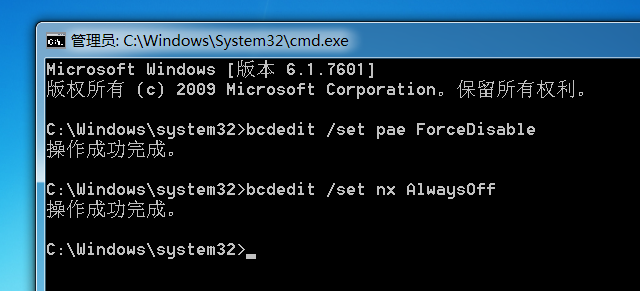 管理员: C:\Windows\System32\cmd.exe
Microsoft Windows [版本 6.1.7601]
版权所有 (c) 2009 Microsoft Corporation。保留所有权利。
C:\Windows\system32>bcdedit /set pae ForceDisable
操作成功完成。
C:\Windows\system32>bcdedit /set nx AlwaysOff
操作成功完成。
C:\Windows\system32>